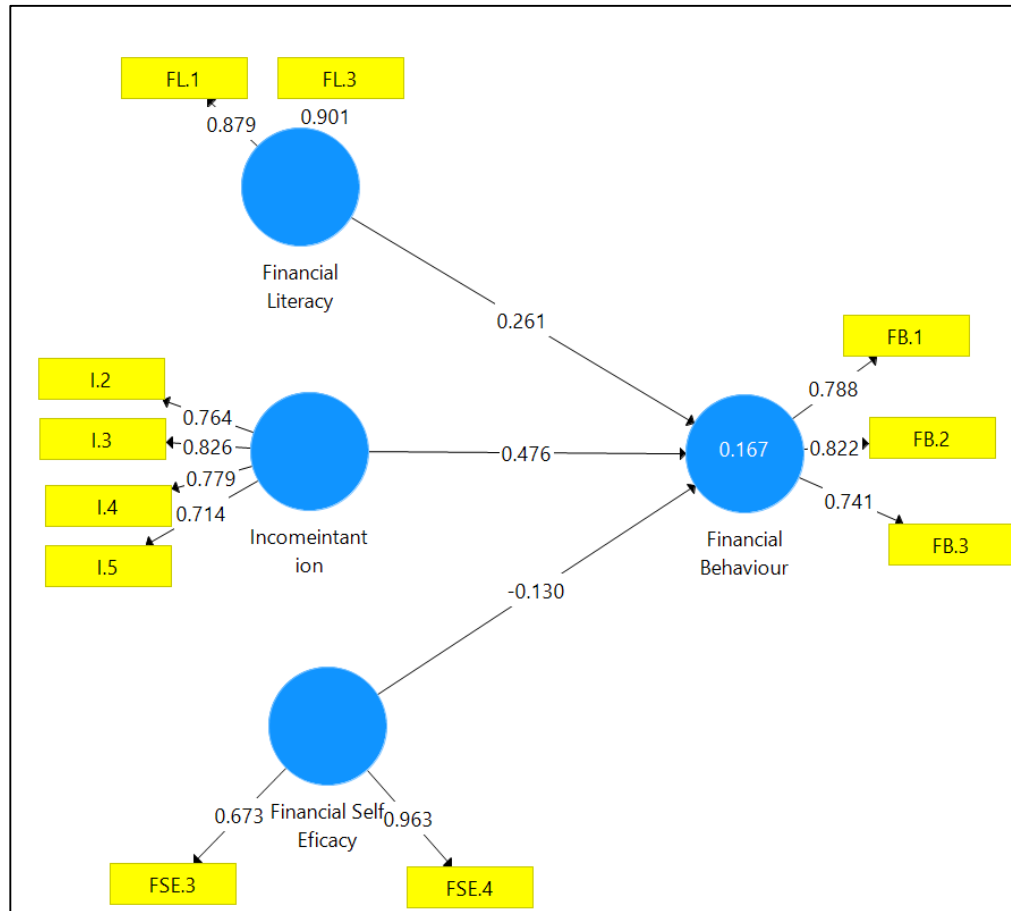 FL.1
FL.3
0.879
0.901
Financial
Literacy
0.261
I.2
I.3
I.4
I.5
0.764
0.826
0.779
0.714
Incomeintant
ion
0.476
0.167
Financial
Behaviour
FB.1
0.788
0.822
FB.2
0.741
FB.3
-0.130
Financial Self
Eficacy
0.673
0.963
FSE.3
FSE.4